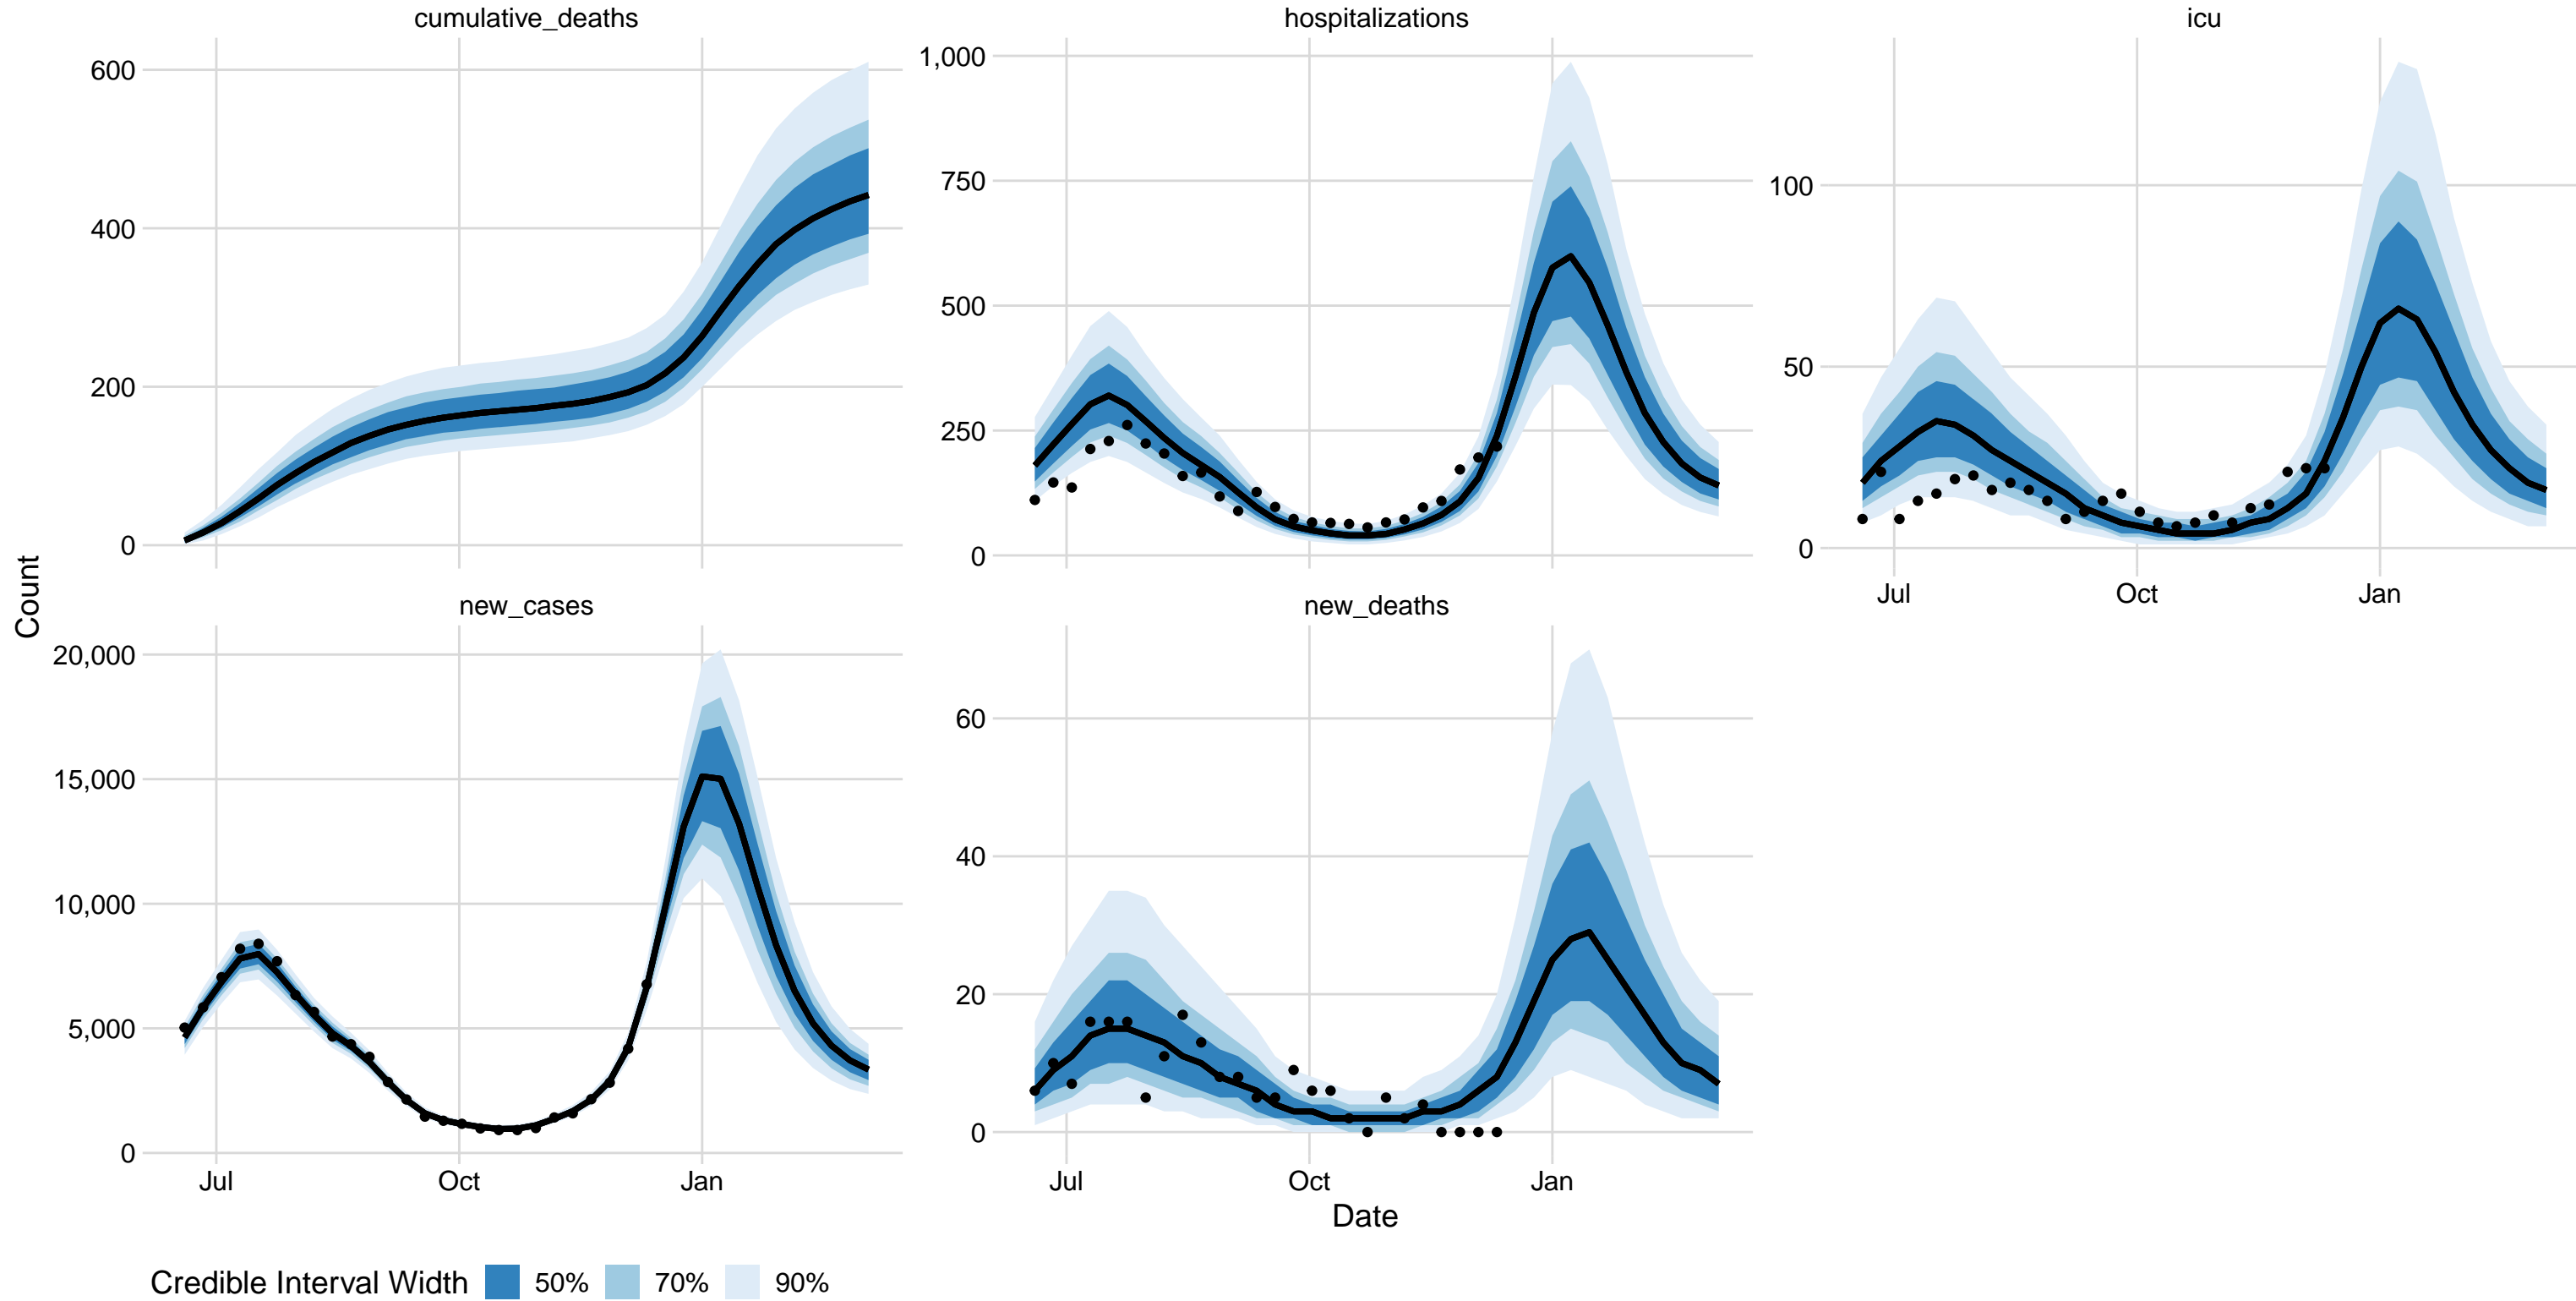 cumulative_deaths
hospitalizations
icu
600
400
200
0
1,000
750
500
250
0
100
50
0
Jul Oct Jan
Count
new_cases
new_deaths
20,000
15,000
10,000
5,000
0
60
40
20
0
Jul Oct Jan
Jul Oct Jan
Date
Credible Interval Width 50% 70% 90%